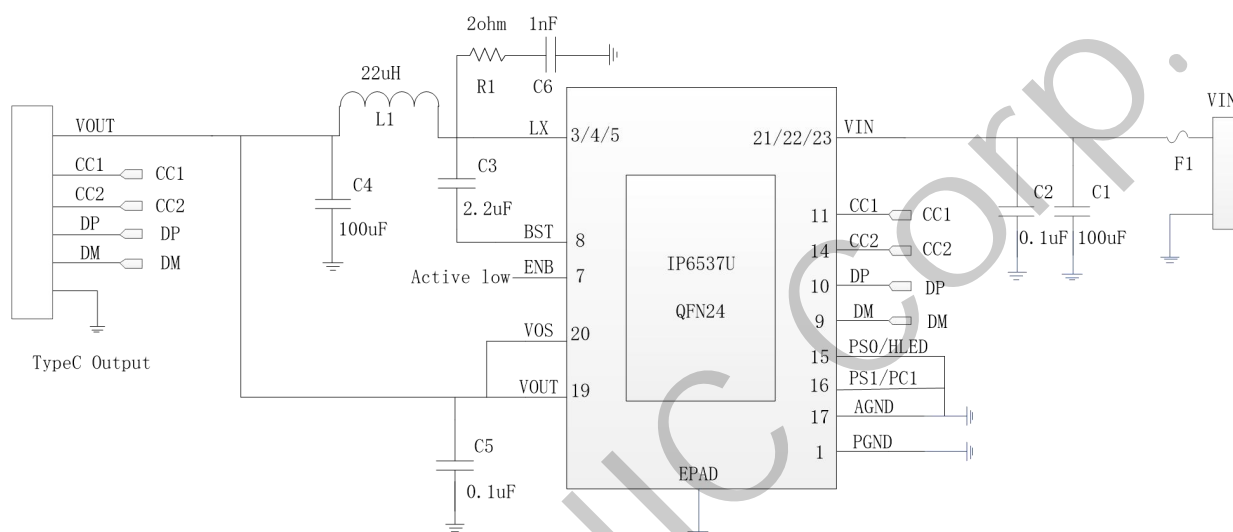 2ohm 1nF
R1 C6
22uH
L1
VOUT
CC1 CC1
CC2 CC2
DP DP
DM DM
TypeC Output
C4
100uF
LX 3/4/5
C3
2.2uF
BST 8
Active low ENB 7
VOS 20
VOUT 19
C5
0.1uF
IP6537U
QFN24
EPAD
21/22/23 VIN
11 CC1 CC1
14 CC2 CC2
10 DP DP
9 DM DM
15 PS0/HLED
16 PS1/PC1
17 AGND
1 PGND
C2
0.1uF
C1
100uF
F1
VIN
Corp.